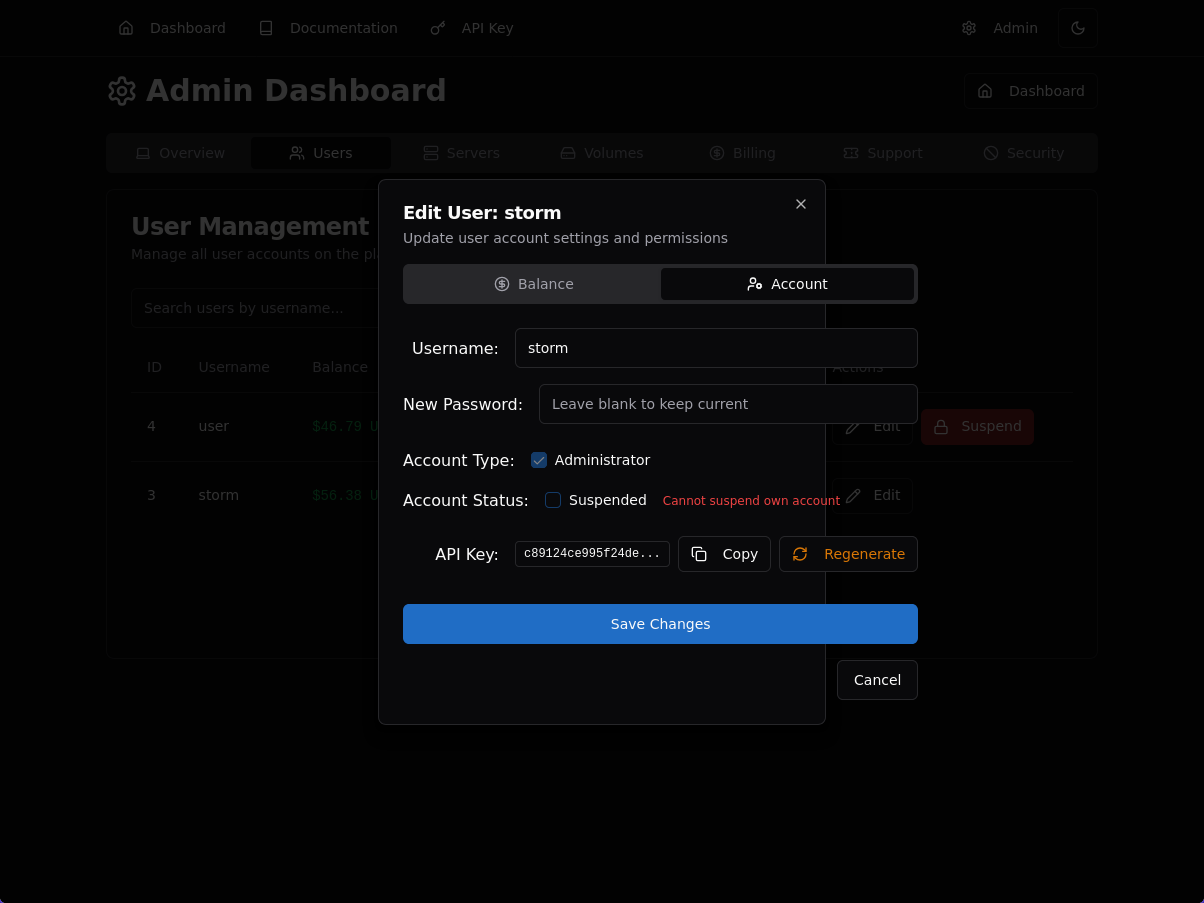 Dashboard Documentation API Key Admin
Admin Dashboard Dashboard
Overview Users Servers Volumes Billing Support Security
Edit User: storm
Update user account settings and permissions
Balance Account
Username: storm
New Password: Leave blank to keep current
Account Type: Administrator
Account Status: Suspended Cannot suspend own account
API Key: c89124ce995f24de... Copy Regenerate
Save Changes
Cancel
User Management
Manage all user accounts on the
Search users by username...
ID Username Balance Actions
4 user $46.79 Edit Suspend
3 storm $56.38 Edit